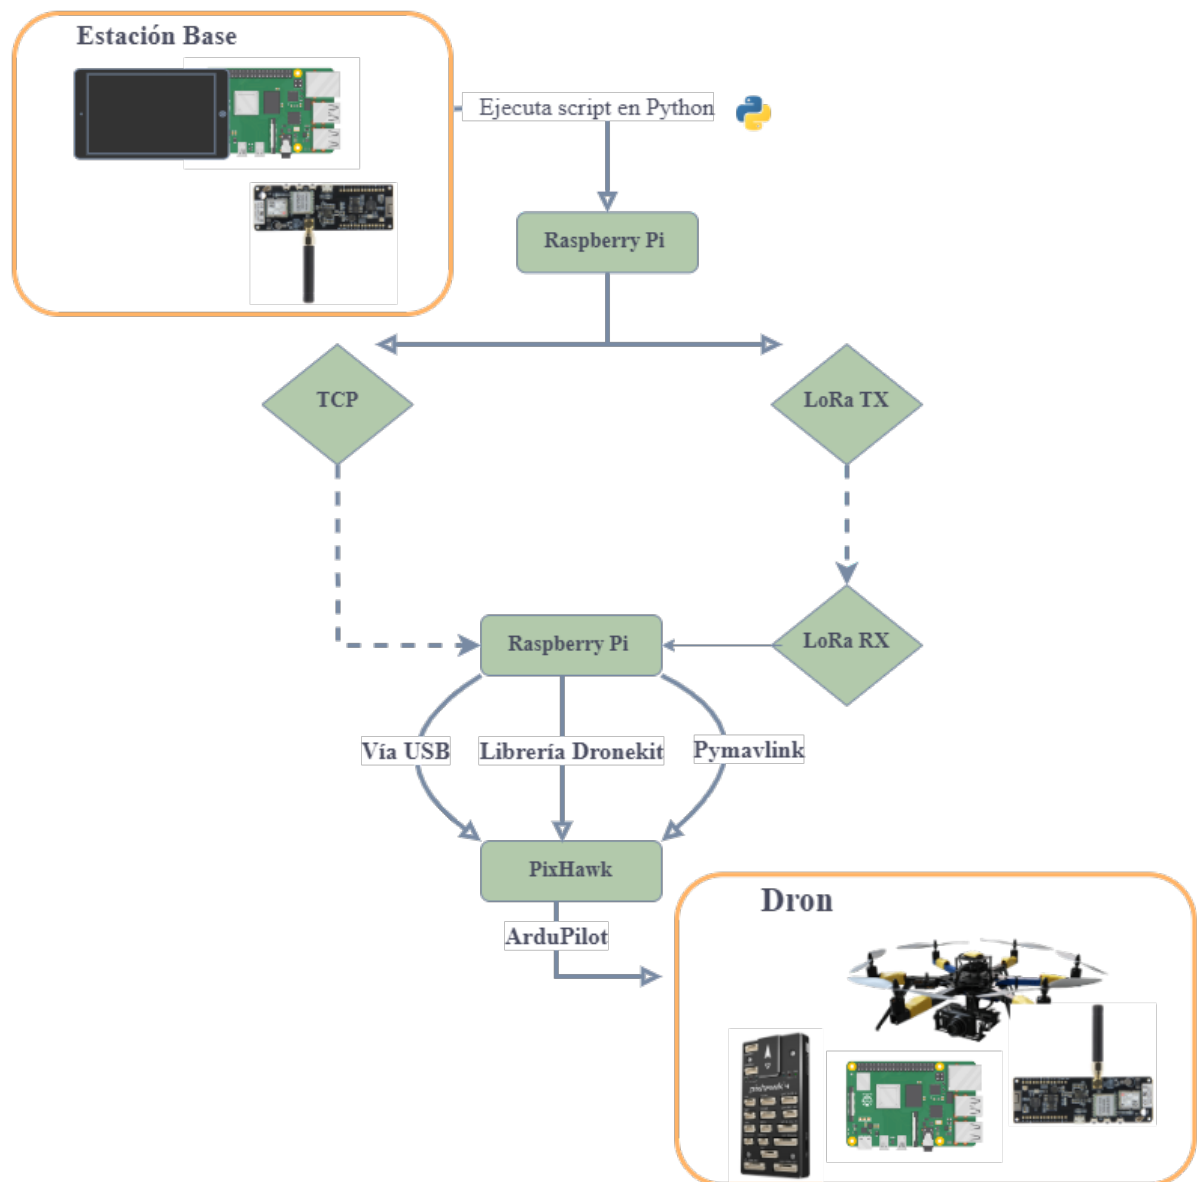 Estación Base
Ejecuta script en Python
Raspberry Pi
TCP
LoRa TX
Raspberry Pi
LoRa RX
Vía USB
Librería Dronekit
Pymavlink
PixHawk
ArduPilot
Dron